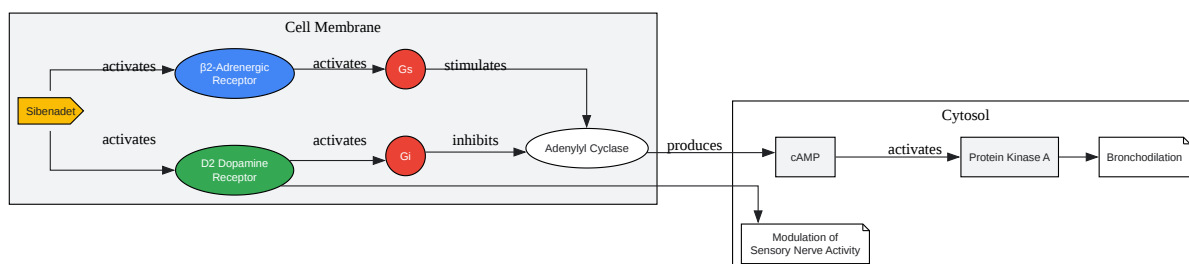 Cell Membrane
activates
β2-Adrenergic
Receptor
activates
Gs
stimulates
Sibenadet
activates
D2 Dopamine
Receptor
activates
Gi
inhibits
Adenylyl Cyclase
produces
Cytosol
cAMP
activates
Protein Kinase A
Bronchodilation
Modulation of
Sensory Nerve Activity